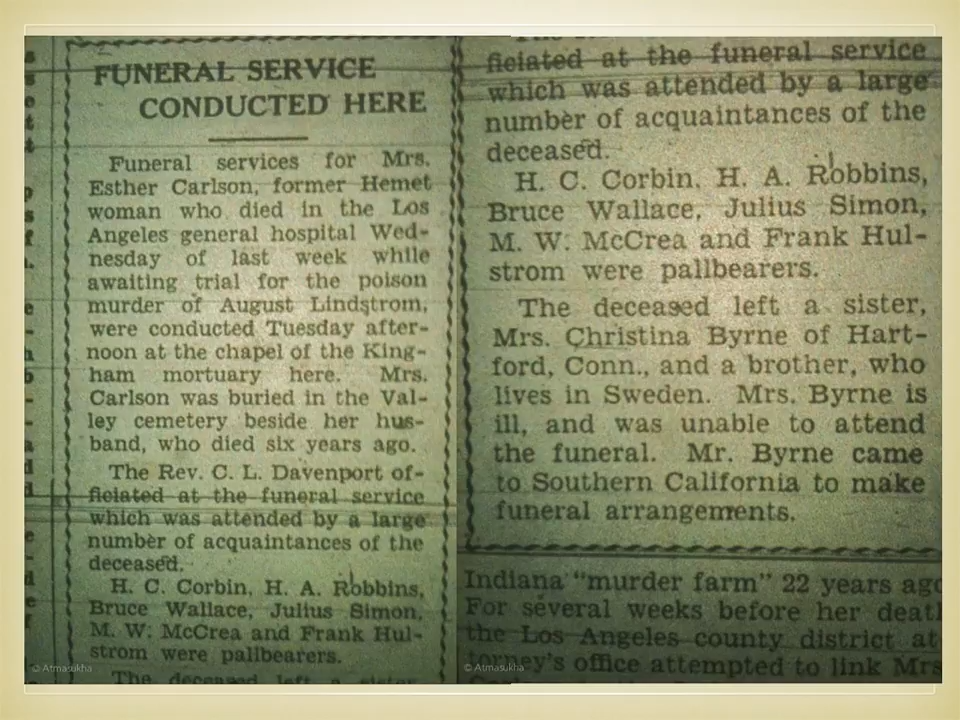 FUNERAL SERVICE
CONDUCTED HERE
Funeral services for Mrs.
Esther Carlson, former Hemet
woman who died in the Los
Angeles general hospital Wed-
nesday of last week while
awaiting trial for the poison
murder of August Lindstrom,
were conducted Tuesday after-
noon at the chapel of the King-
ham mortuary here. Mrs.
Carlson was buried in the Val-
ley cemetery beside her hus-
band, who died six years ago.
The Rev. C. L. Davenport of-
ficiated at the funeral service
which was attended by a large
number of acquaintances of the
deceased.
H. C. Corbin, H. A. Robbins,
Bruce Wallace, Julius Simon,
M. W. McCrea and Frank Hul-
strom were pallbearers.
The deceased left a sister,
© Atmasukha
ficiated at the funeral service
which was attended by a large
number of acquaintances of the
deceased.
H. C. Corbin, H. A. Robbins,
Bruce Wallace, Julius Simon,
M. W. McCrea and Frank Hul-
strom were pallbearers.
The deceased left a sister,
Mrs. Christina Byrne of Hart-
ford, Conn., and a brother, who
lives in Sweden. Mrs. Byrne is
ill, and was unable to attend
the funeral. Mr. Byrne came
to Southern California to make
funeral arrangements.
Indiana "murder farm" 22 years ago
For several weeks before her death
the Los Angeles county district at
torney's office attempted to link Mrs
© Atmasukha